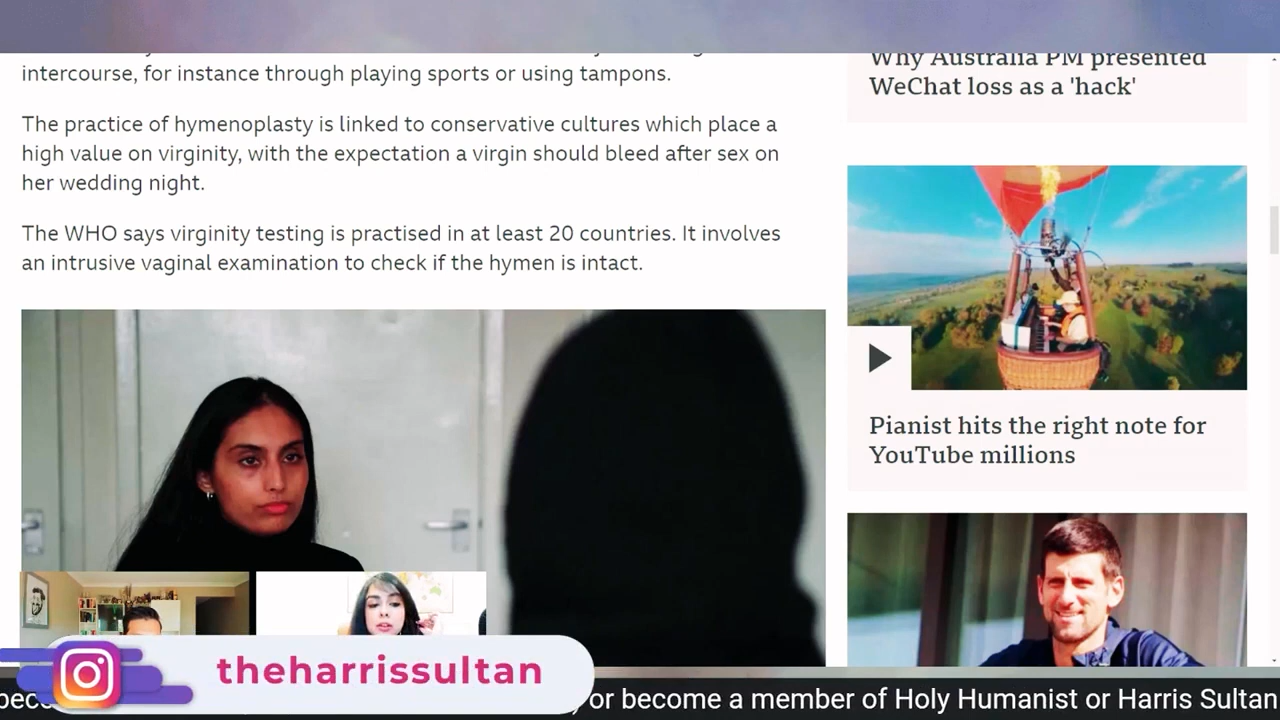 intercourse, for instance through playing sports or using tampons.
The practice of hymenoplasty is linked to conservative cultures which place a
high value on virginity, with the expectation a virgin should bleed after sex on
her wedding night.
The WHO says virginity testing is practised in at least 20 countries. It involves
an intrusive vaginal examination to check if the hymen is intact.
Why Australia PM presented
WeChat loss as a 'hack'
Pianist hits the right note for
YouTube millions
theharrissultan
or become a member of Holy Humanist or Harris Sultan